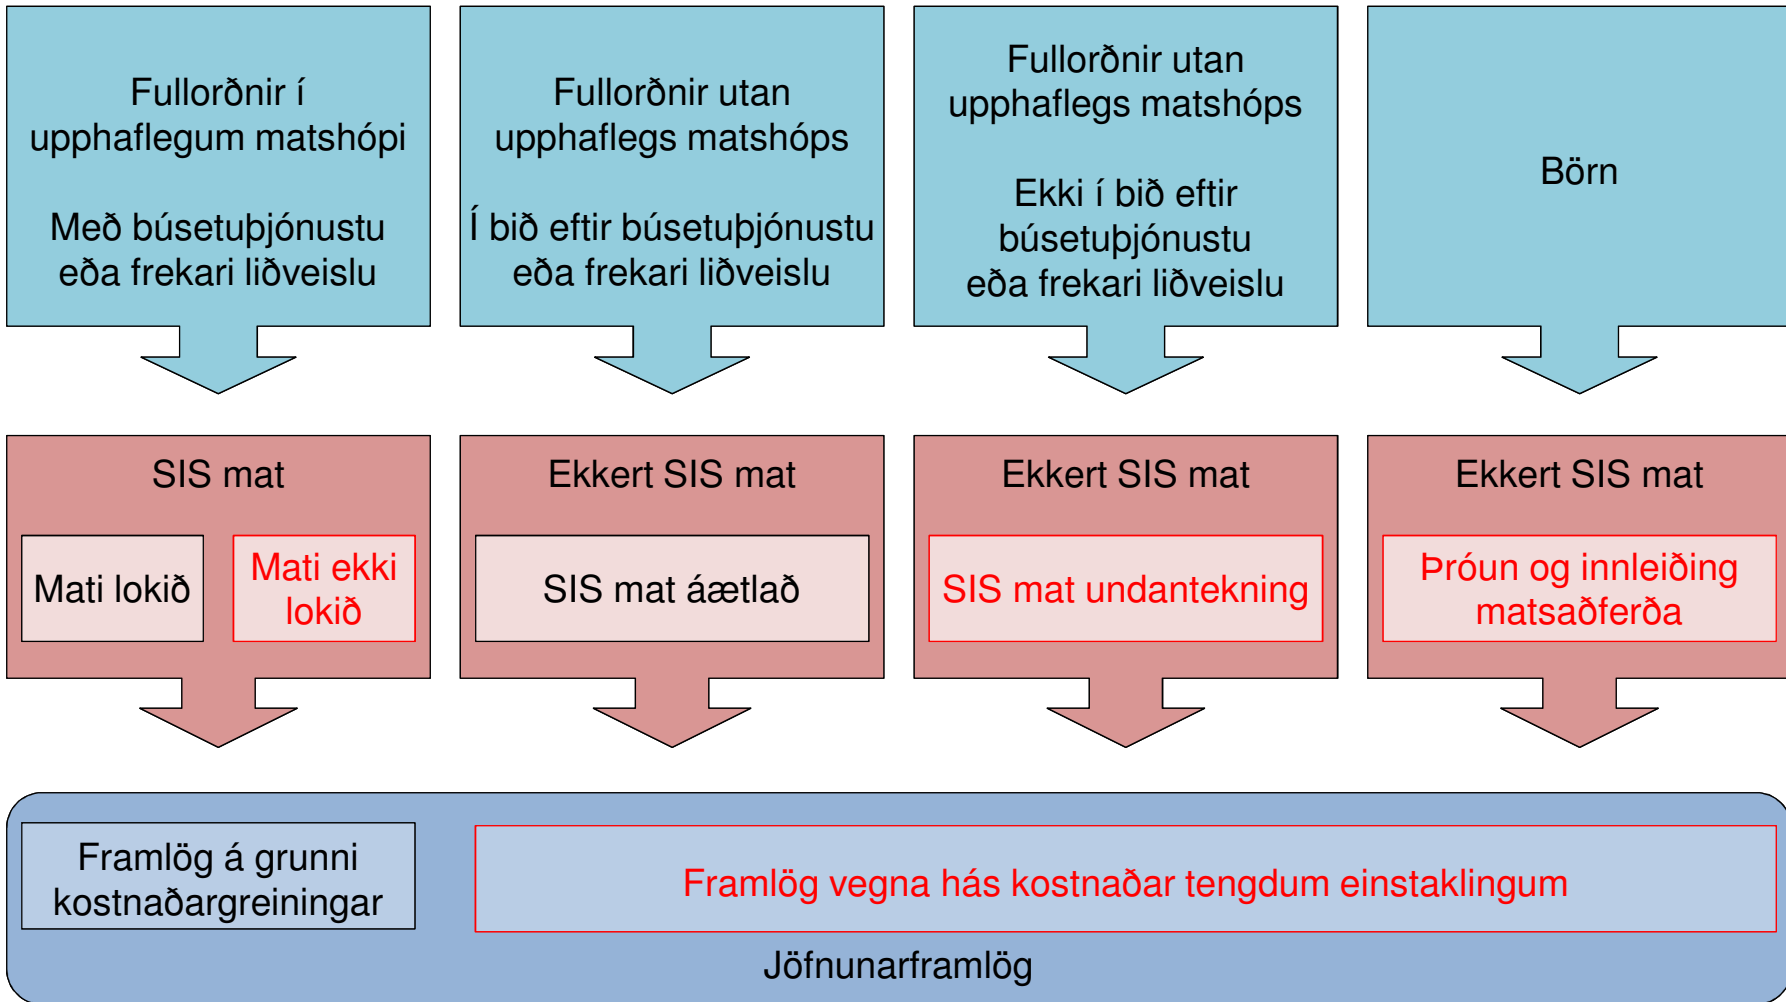 Fullorðnir í
upphaflegum matshópi
Með búsetuþjónustu
eða frekari liðveislu
Fullorðnir utan
upphaflegs matshóps
Í bið eftir búsetuþjónustu
eða frekari liðveislu
Fullorðnir utan
upphaflegs matshóps
Ekki í bið eftir
búsetuþjónustu
eða frekari liðveislu
Börn
SIS mat
Mati lokið
Mati ekki
lokið
Ekkert SIS mat
SIS mat áætlað
Ekkert SIS mat
SIS mat undantekning
Ekkert SIS mat
Þróun og innleiðing
matsaðferða
Framlög á grunni
kostnaðargreiningar
Framlög vegna hás kostnaðar tengdum einstaklingum
Jöfnunarframlög